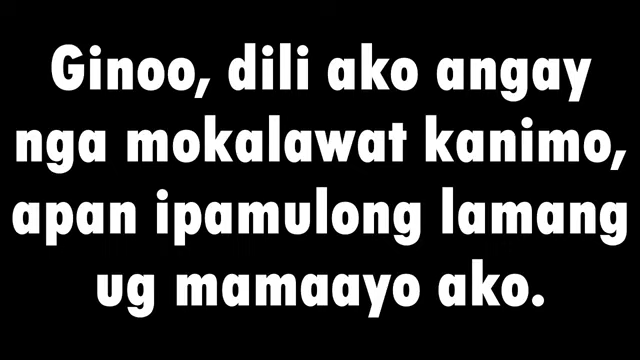 Ginoo, dili ako angay
nga mokalawat kanimo,
apan ipamulong lamang
ug mamaayo ako.